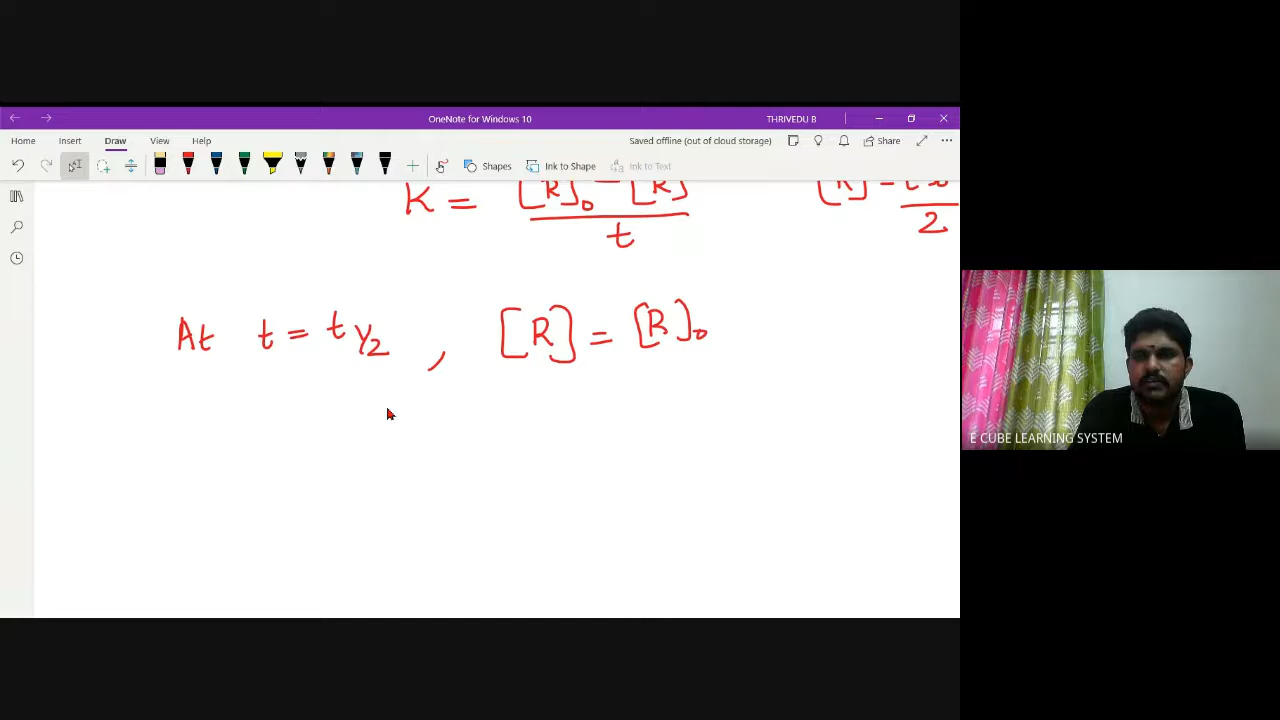 OneNote for Windows 10
THRIVEDU B
Home Insert Draw View Help
Saved offline (out of cloud storage)
Share
Shapes
Ink to Shape
Ink to Text
K = [R]₀ - [R] / t
[R] = / 2
At t = t 1/2 , [R] = [R]₀
E CUBE LEARNING SYSTEM